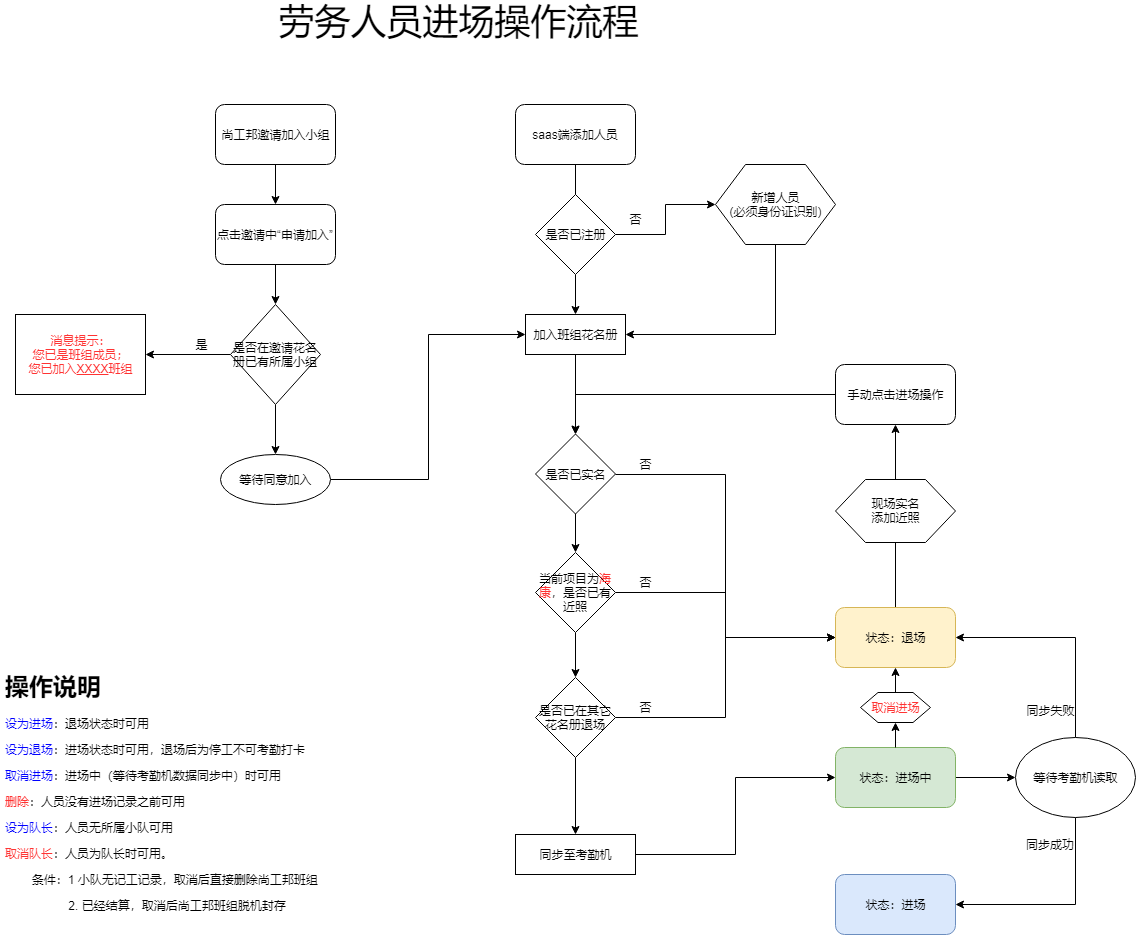 劳务人员进场操作流程
尚工邦邀请加入小组
saas端添加人员
新增人员
(必须身份证识别)
点击邀请中“申请加入”
否
是否已注册
消息提示：
您已是班组成员；
您已加入XXXX班组
是
是否在邀请花名
册已有所属小组
加入班组花名册
手动点击进场操作
等待同意加入
是否已实名
否
现场实名
添加近照
当前项目为海
康，是否已有
近照
否
状态：退场
是否已在其它
花名册退场
否
取消进场
同步失败
状态：进场中
等待考勤机读取
同步至考勤机
同步成功
状态：进场
操作说明
设为进场：退场状态时可用
设为退场：进场状态时可用，退场后为停工不可考勤打卡
取消进场：进场中（等待考勤机数据同步中）时可用
删除：人员没有进场记录之前可用
设为队长：人员无所属小队可用
取消队长：人员为队长时可用。
条件：1 小队无记工记录，取消后直接删除尚工邦班组
2. 已经结算，取消后尚工邦班组脱机封存